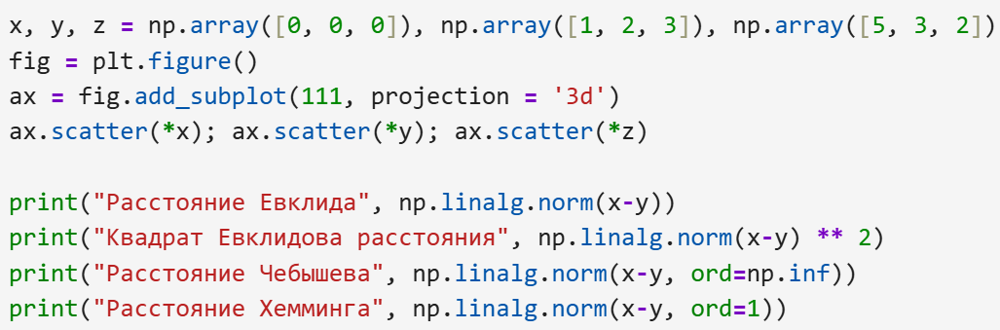 x, y, z = np.array([0, 0, 0]), np.array([1, 2, 3]), np.array([5, 3, 2])
fig = plt.figure()
ax = fig.add_subplot(111, projection = '3d')
ax.scatter(*x); ax.scatter(*y); ax.scatter(*z)
print("Расстояние Евклида", np.linalg.norm(x-y))
print("Квадрат Евклидова расстояния", np.linalg.norm(x-y) ** 2)
print("Расстояние Чебышева", np.linalg.norm(x-y, ord=np.inf))
print("Расстояние Хемминга", np.linalg.norm(x-y, ord=1))